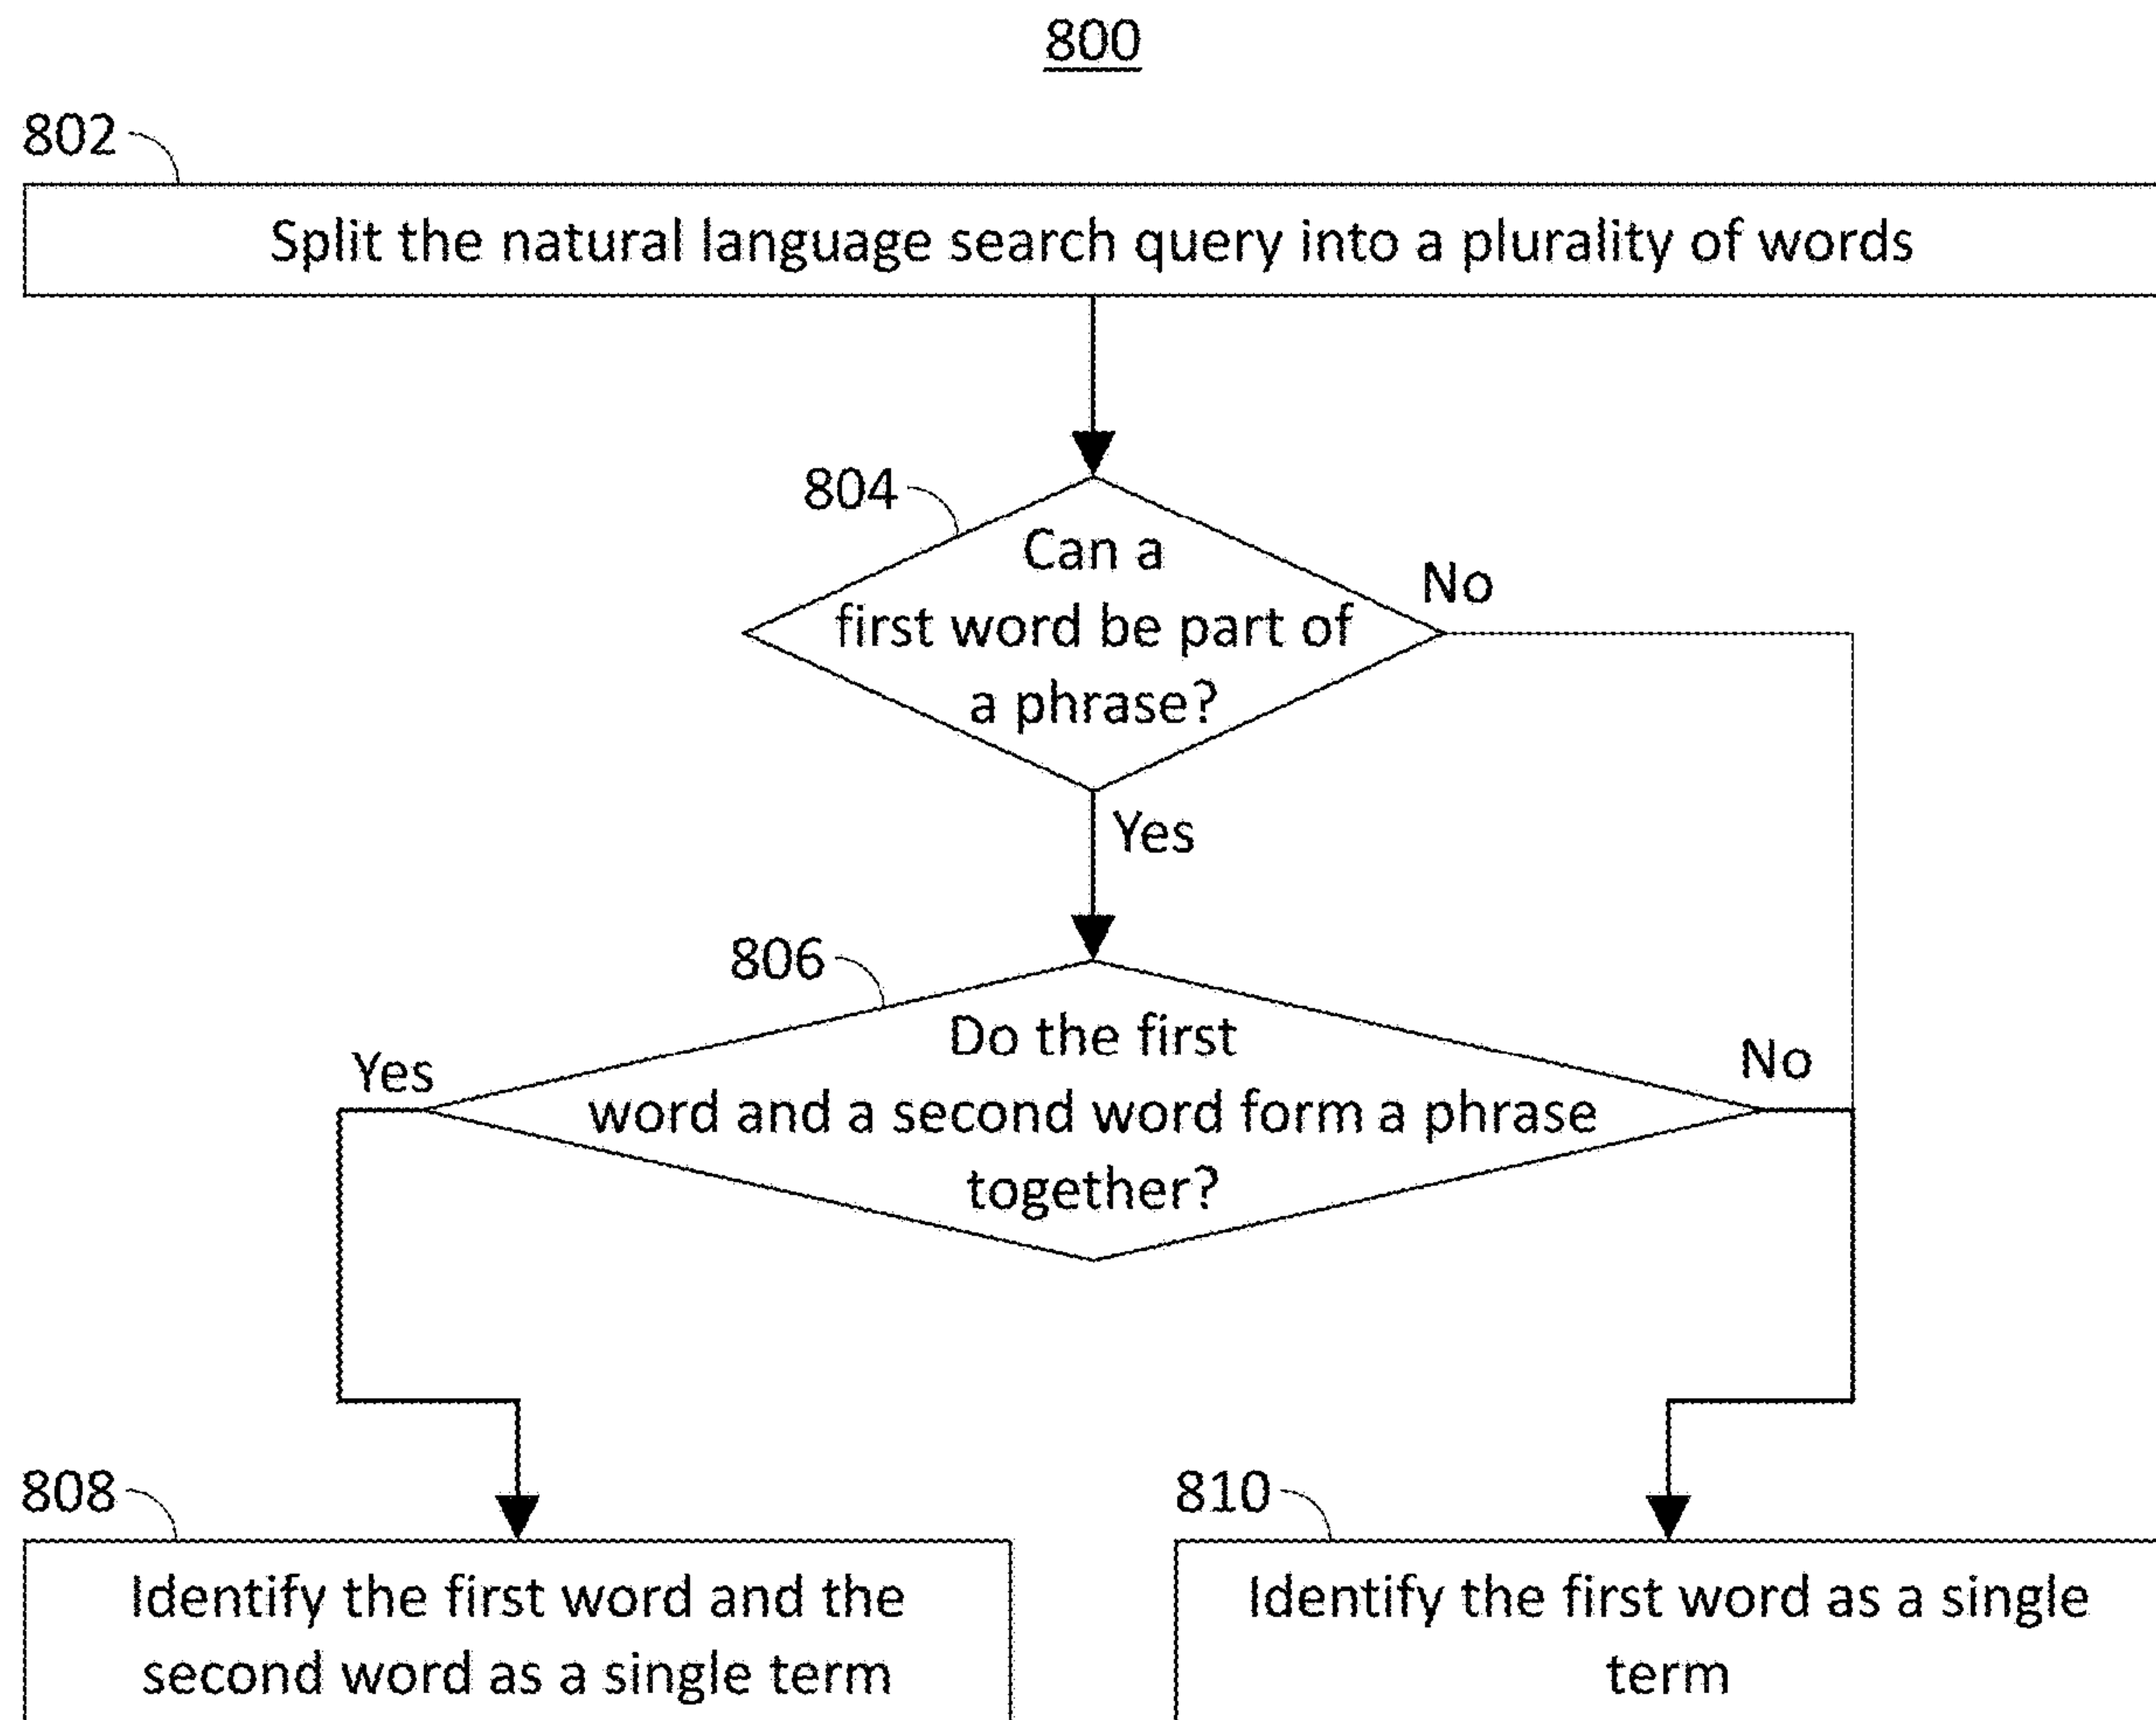 800
802
Split the natural language search query into a plurality of words
804
Can a
first word be part of
a phrase?
No
Yes
806
Do the first
word and a second word form a phrase
together?
Yes
No
808
Identify the first word and the
second word as a single term
810
Identify the first word as a single
term